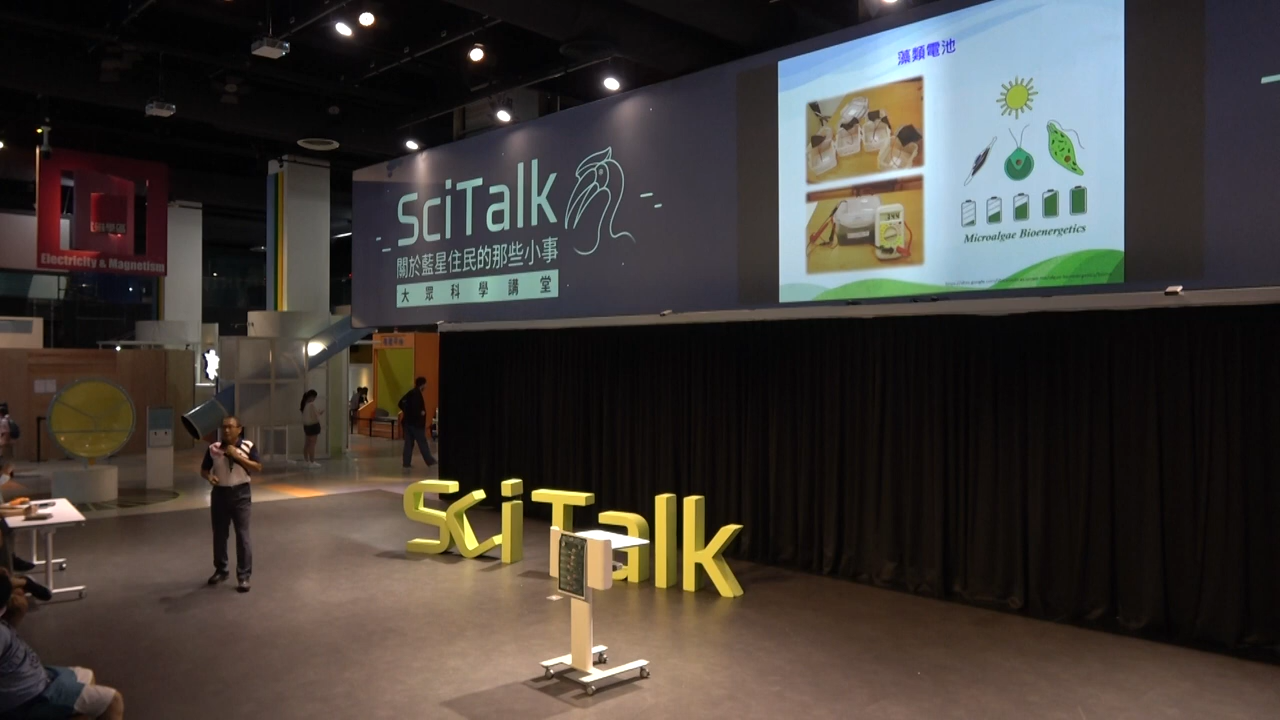 藻類電池
Microalgae Bioenergetics
SciTalk
關於藍星住民的那些小事
大眾科學講堂
Electricity & Magnetism
SciTalk